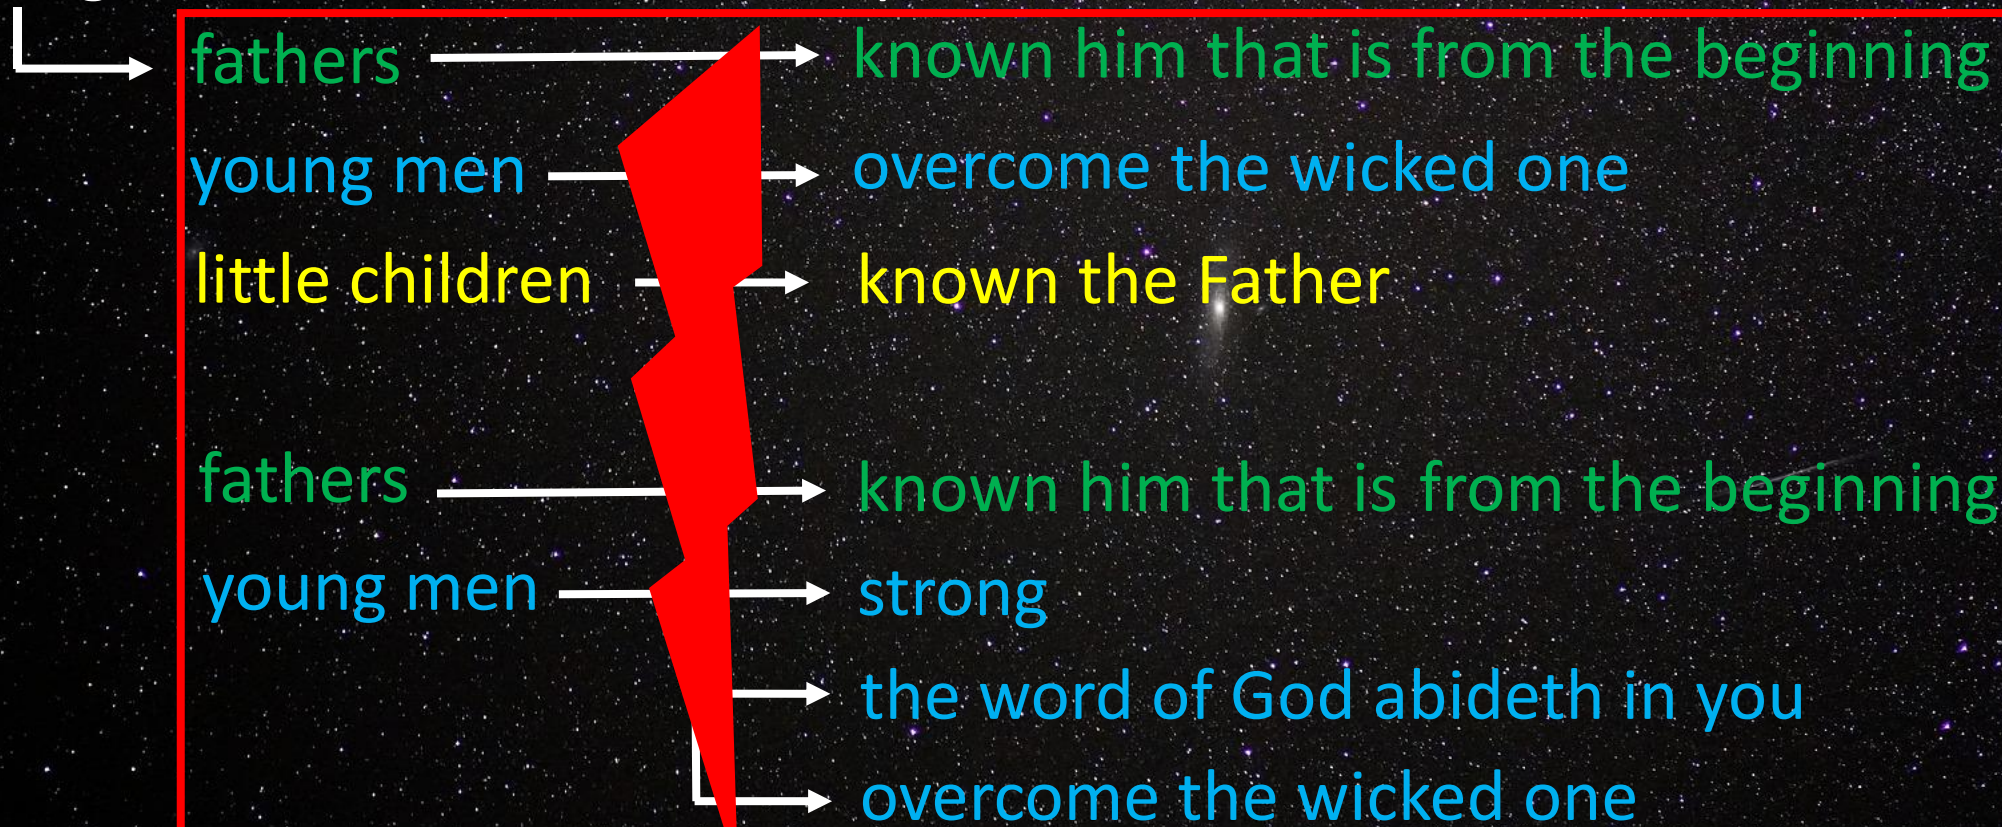 fathers known him that is from the beginning
young men overcome the wicked one
little children known the Father
fathers known him that is from the beginning
young men strong
the word of God abideth in you
overcome the wicked one